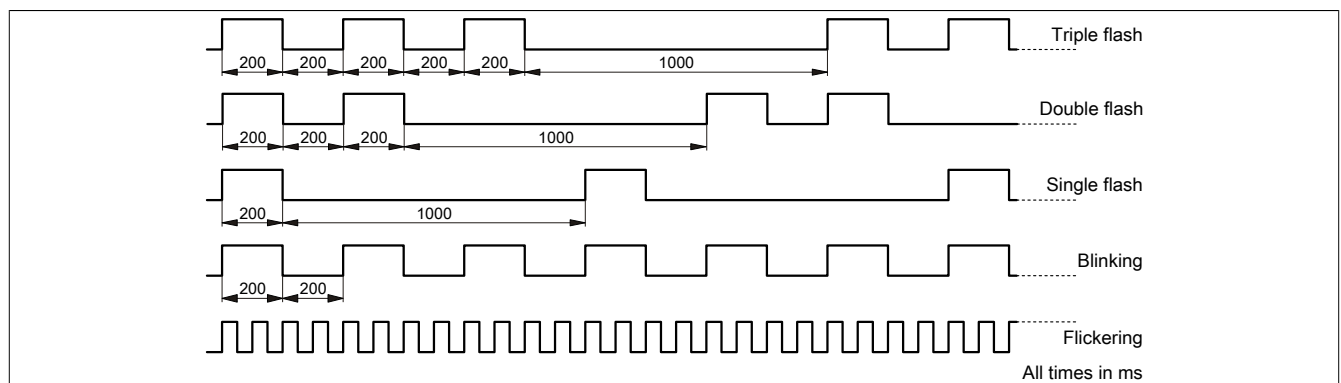 Triple flash
200 200 200 200 200 1000
Double flash
200 200 200 1000
Single flash
200 1000
Blinking
200 200
Flickering
All times in ms